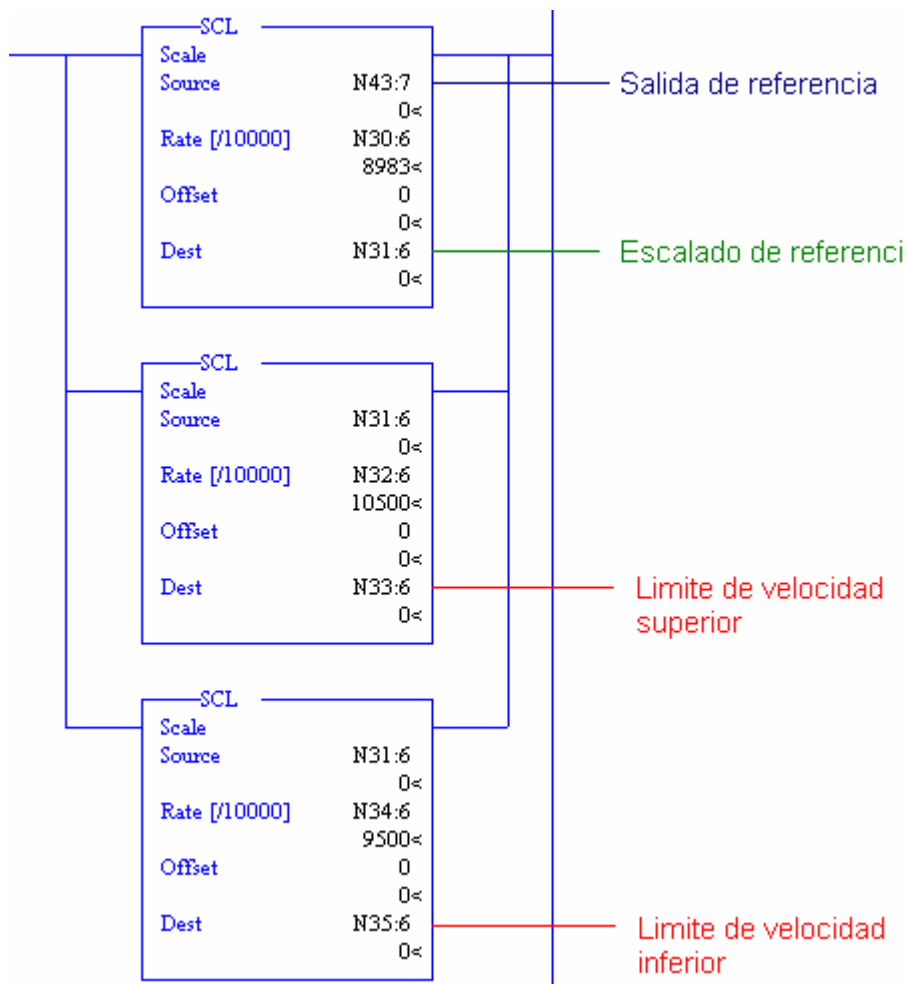 SCL
Scale
Source N43:7 Salida de referencia
0<
Rate [/10000] N30:6
8983<
Offset 0
0<
Dest N31:6 Escalado de referenci
0<
SCL
Scale
Source N31:6
0<
Rate [/10000] N32:6
10500<
Offset 0
0<
Dest N33:6 Limite de velocidad
0< superior
SCL
Scale
Source N31:6
0<
Rate [/10000] N34:6
9500<
Offset 0
0<
Dest N35:6 Limite de velocidad
0< inferior